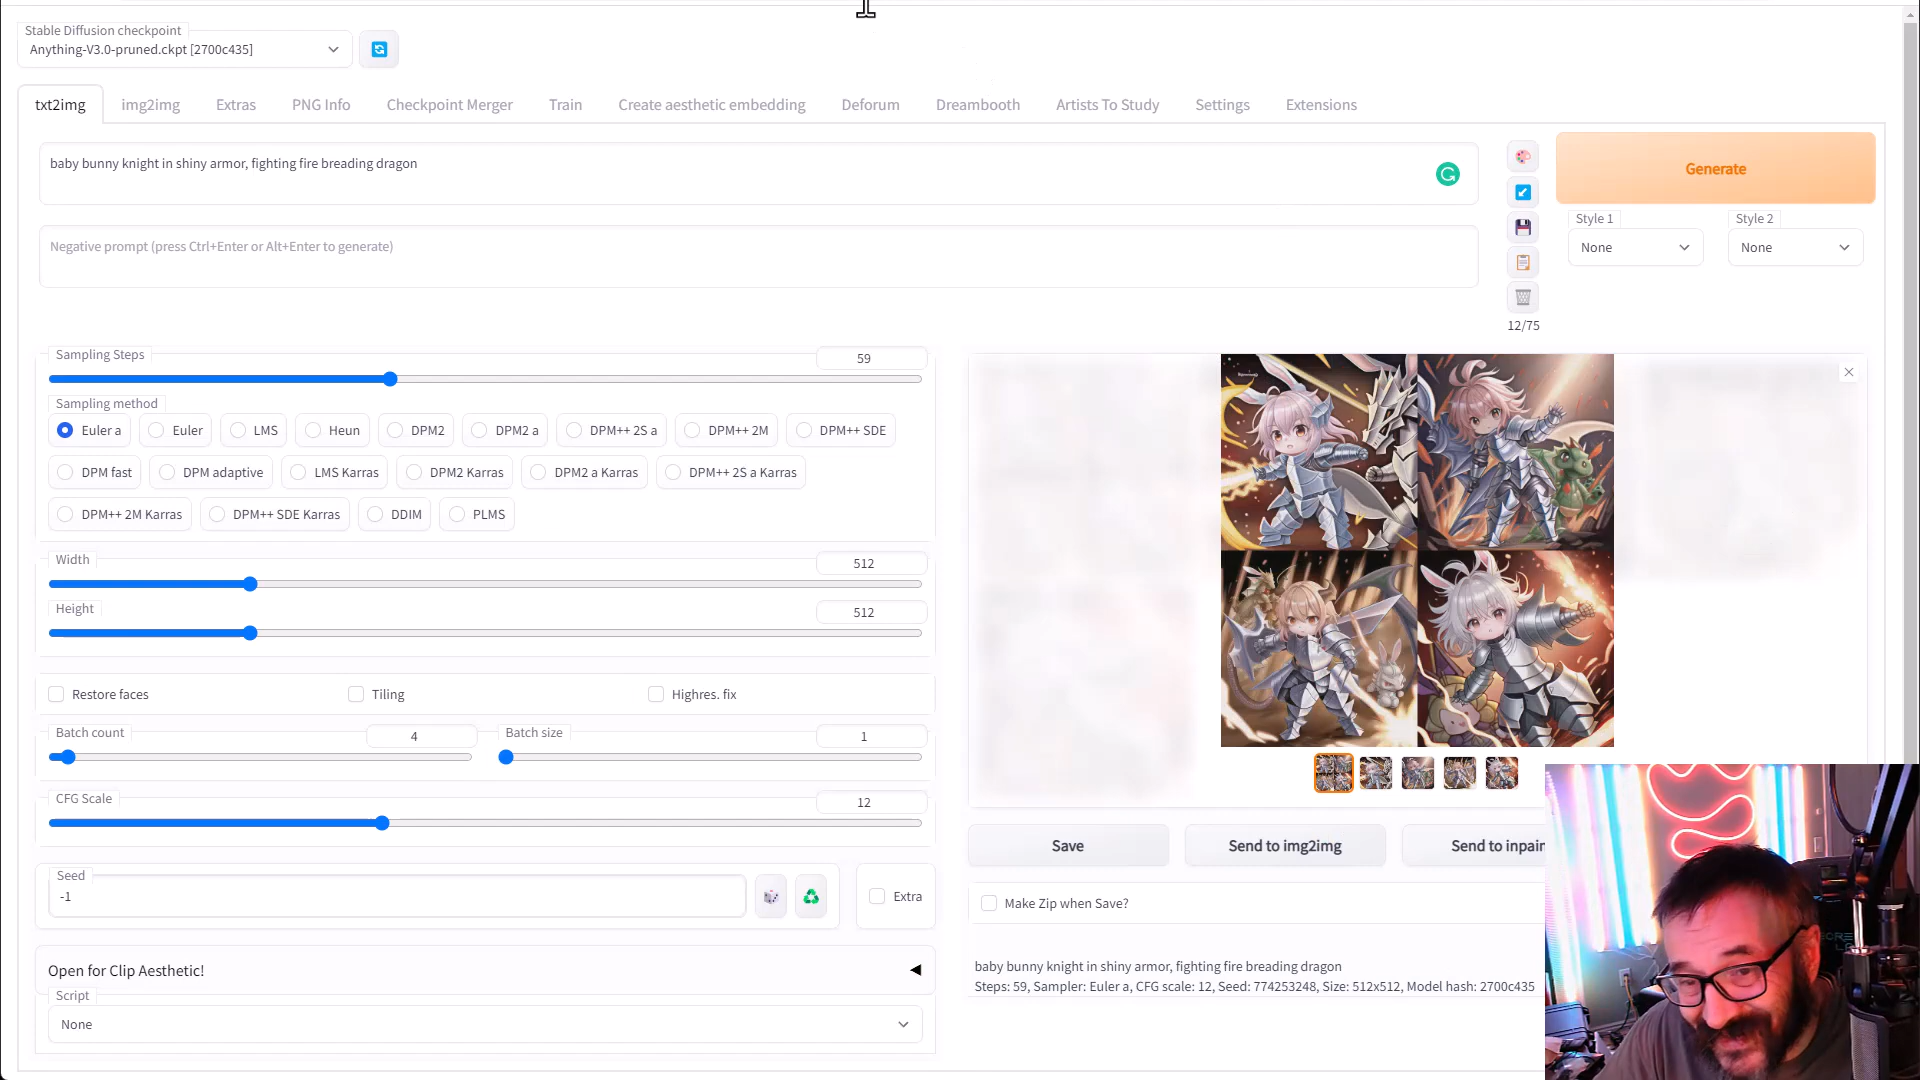 Stable Diffusion checkpoint
Anything-V3.0-pruned.ckpt [2700c435]
txt2img img2img Extras PNG Info Checkpoint Merger Train Create aesthetic embedding Deforum Dreambooth Artists To Study Settings Extensions
baby bunny knight in shiny armor, fighting fire breading dragon
Generate
Negative prompt (press Ctrl+Enter or Alt+Enter to generate)
Style 1 Style 2
None None
12/75
Sampling Steps 59
Sampling method
Euler a Euler LMS Heun DPM2 DPM2 a DPM++ 2S a DPM++ 2M DPM++ SDE
DPM fast DPM adaptive LMS Karras DPM2 Karras DPM2 a Karras DPM++ 2S a Karras
DPM++ 2M Karras DPM++ SDE Karras DDIM PLMS
Width 512
Height 512
Restore faces Tiling Highres. fix
Batch count 4 Batch size 1
CFG Scale 12
Seed
-1
Extra
Open for Clip Aesthetic!
Script
None
Save Send to img2img Send to inpain
Make Zip when Save?
baby bunny knight in shiny armor, fighting fire breading dragon
Steps: 59, Sampler: Euler a, CFG scale: 12, Seed: 774253248, Size: 512x512, Model hash: 2700c435